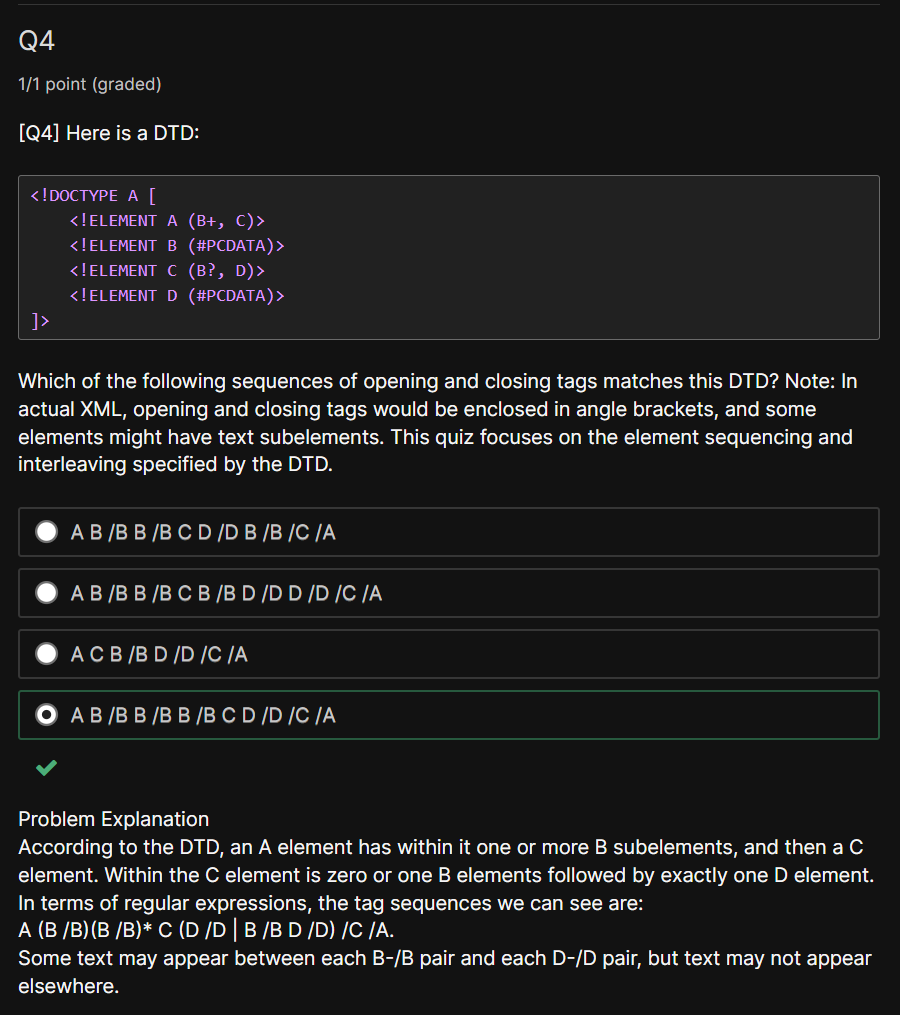 Q4
1/1 point (graded)
[Q4] Here is a DTD:
<!DOCTYPE A [
<!ELEMENT A (B+, C)>
<!ELEMENT B (#PCDATA)>
<!ELEMENT C (B?, D)>
<!ELEMENT D (#PCDATA)>
]>
Which of the following sequences of opening and closing tags matches this DTD? Note: In
actual XML, opening and closing tags would be enclosed in angle brackets, and some
elements might have text subelements. This quiz focuses on the element sequencing and
interleaving specified by the DTD.
A B /B B /B C D /D B /B /C /A
A B /B B /B C B /B D /D D /D /C /A
A C B /B D /D /C /A
A B /B B /B B /B C D /D /C /A
Problem Explanation
According to the DTD, an A element has within it one or more B subelements, and then a C
element. Within the C element is zero or one B elements followed by exactly one D element.
In terms of regular expressions, the tag sequences we can see are:
A (B /B)(B /B)* C (D /D | B /B D /D) /C /A.
Some text may appear between each B-/B pair and each D-/D pair, but text may not appear
elsewhere.